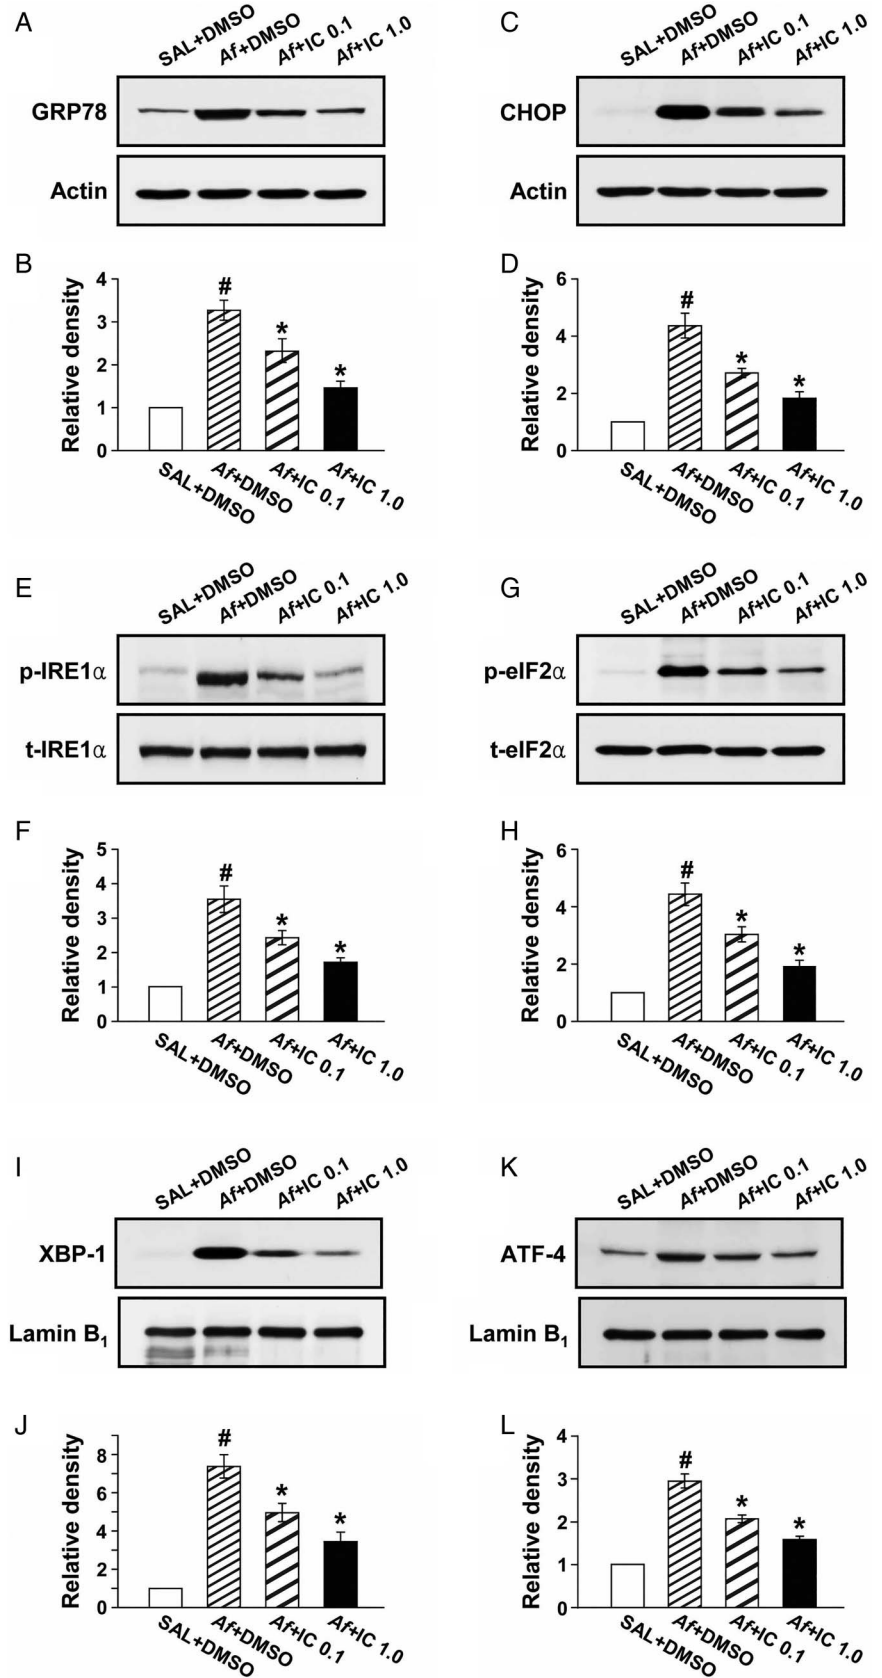 A
SAL+DMSO
Af+DMSO
Af+IC 0.1
Af+IC 1.0
GRP78
Actin
C
SAL+DMSO
Af+DMSO
Af+IC 0.1
Af+IC 1.0
CHOP
Actin
B
Relative density
4
3
2
1
0
#
*
*
SAL+DMSO
Af+DMSO
Af+IC 0.1
Af+IC 1.0
D
Relative density
6
4
2
0
#
*
*
SAL+DMSO
Af+DMSO
Af+IC 0.1
Af+IC 1.0
E
SAL+DMSO
Af+DMSO
Af+IC 0.1
Af+IC 1.0
p-IRE1α
t-IRE1α
G
SAL+DMSO
Af+DMSO
Af+IC 0.1
Af+IC 1.0
p-eIF2α
t-eIF2α
F
Relative density
5
4
3
2
1
0
#
*
*
SAL+DMSO
Af+DMSO
Af+IC 0.1
Af+IC 1.0
H
Relative density
6
4
2
0
#
*
*
SAL+DMSO
Af+DMSO
Af+IC 0.1
Af+IC 1.0
I
SAL+DMSO
Af+DMSO
Af+IC 0.1
Af+IC 1.0
XBP-1
Lamin B₁
K
SAL+DMSO
Af+DMSO
Af+IC 0.1
Af+IC 1.0
ATF-4
Lamin B₁
J
Relative density
8
6
4
2
0
#
*
*
SAL+DMSO
Af+DMSO
Af+IC 0.1
Af+IC 1.0
L
Relative density
4
3
2
1
0
#
*
*
SAL+DMSO
Af+DMSO
Af+IC 0.1
Af+IC 1.0